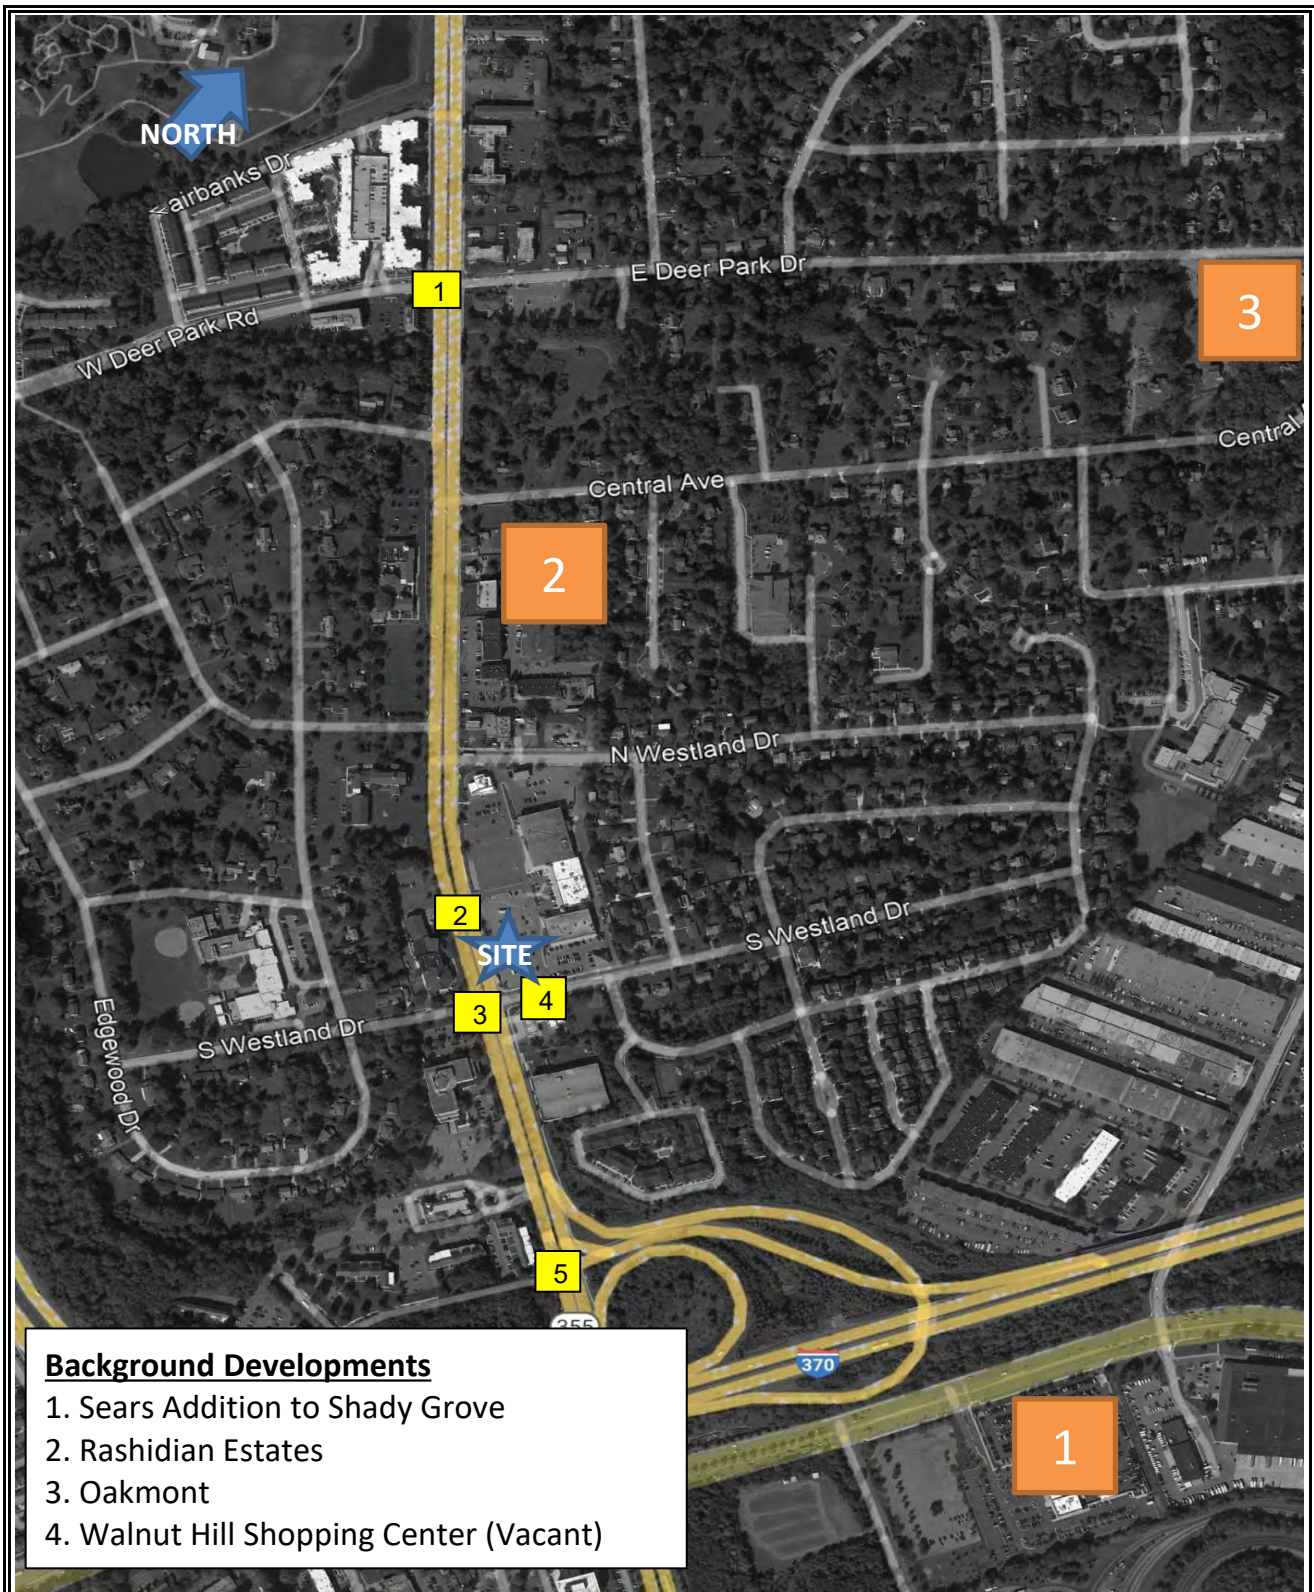 NORTH
Fairbanks Dr
1
E Deer Park Dr
3
W Deer Park Rd
Central
Central Ave
2
N Westland Dr
2
S Westland Dr
SITE
4
3
S Westland Dr
Edgewood Dr
5
355
370
Background Developments
1. Sears Addition to Shady Grove
2. Rashidian Estates
3. Oakmont
4. Walnut Hill Shopping Center (Vacant)
1